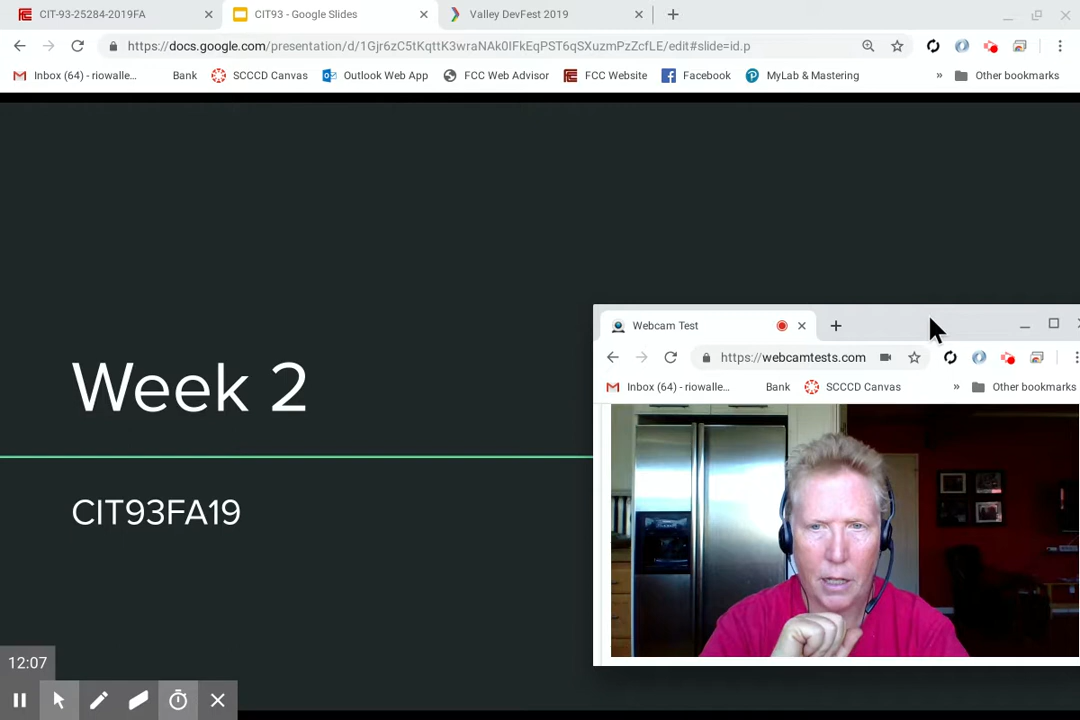 CIT-93-25284-2019FA
CIT93 - Google Slides
Valley DevFest 2019
https://docs.google.com/presentation/d/1Gjr6zC5tKqttK3wraNAk0IFkEqPST6qSXuzmPzZcfLE/edit#slide=id.p
Inbox (64) - riowalle...
Bank
SCCCD Canvas
Outlook Web App
FCC Web Advisor
FCC Website
Facebook
MyLab & Mastering
»
Other bookmarks
Week 2
CIT93FA19
Webcam Test
https://webcamtests.com
Inbox (64) - riowalle...
Bank
SCCCD Canvas
»
Other bookmarks
12:07